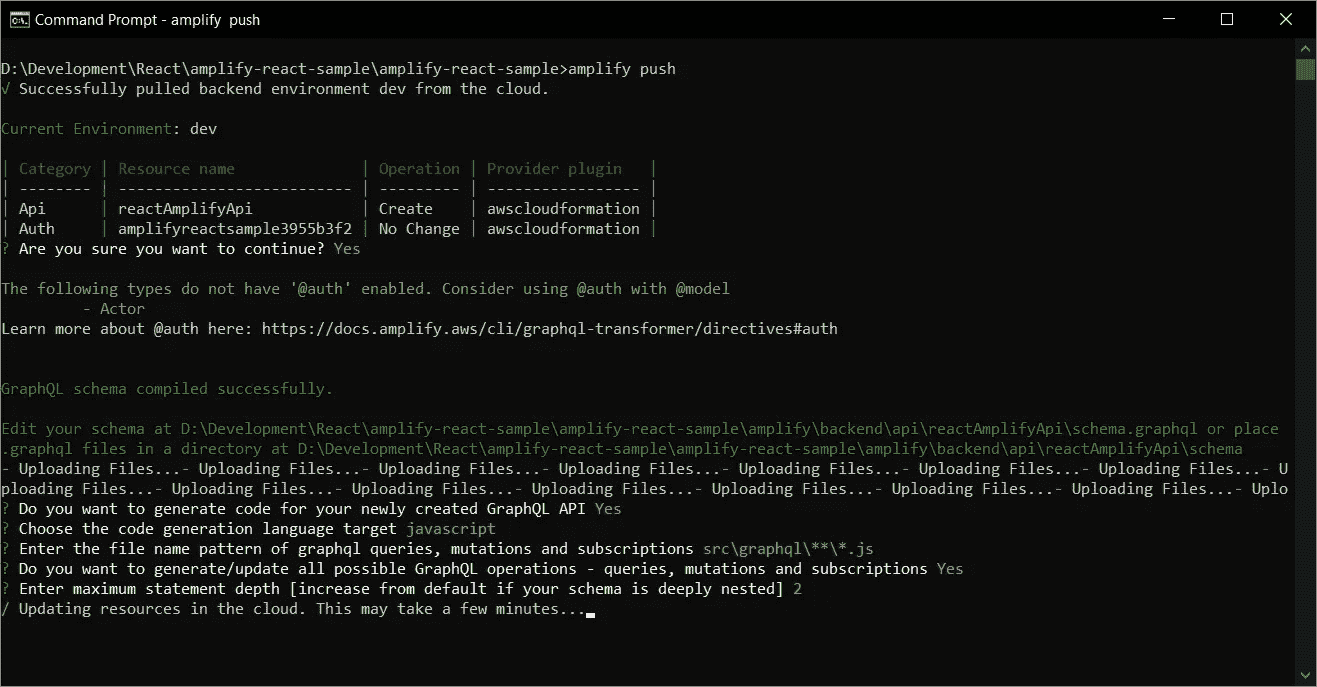 Command Prompt - amplify  push
D:\Development\React\amplify-react-sample\amplify-react-sample>amplify push
√ Successfully pulled backend environment dev from the cloud.
Current Environment: dev
| Category | Resource name              | Operation | Provider plugin   |
| -------- | -------------------------- | --------- | ----------------- |
| Api      | reactAmplifyApi            | Create    | awscloudformation |
| Auth     | amplifyreactsample3955b3f2 | No Change | awscloudformation |
? Are you sure you want to continue? Yes
The following types do not have '@auth' enabled. Consider using @auth with @model
         - Actor
Learn more about @auth here: https://docs.amplify.aws/cli/graphql-transformer/directives#auth
GraphQL schema compiled successfully.
Edit your schema at D:\Development\React\amplify-react-sample\amplify-react-sample\amplify\backend\api\reactAmplifyApi\schema.graphql or place
.graphql files in a directory at D:\Development\React\amplify-react-sample\amplify-react-sample\amplify\backend\api\reactAmplifyApi\schema
- Uploading Files...- Uploading Files...- Uploading Files...- Uploading Files...- Uploading Files...- Uploading Files...- Uploading Files...- U
ploading Files...- Uploading Files...- Uploading Files...- Uploading Files...- Uploading Files...- Uploading Files...- Uploading Files...- Uplo
? Do you want to generate code for your newly created GraphQL API Yes
? Choose the code generation language target javascript
? Enter the file name pattern of graphql queries, mutations and subscriptions src\graphql\**\*.js
? Do you want to generate/update all possible GraphQL operations - queries, mutations and subscriptions Yes
? Enter maximum statement depth [increase from default if your schema is deeply nested] 2
/ Updating resources in the cloud. This may take a few minutes...